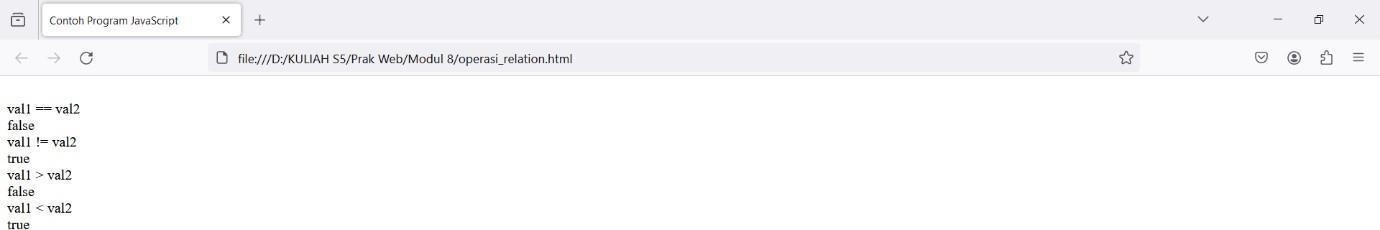 Contoh Program JavaScript
file:///D:/KULIAH S5/Prak Web/Modul 8/operasi_relation.html
val1 == val2
false
val1 != val2
true
val1 > val2
false
val1 < val2
true